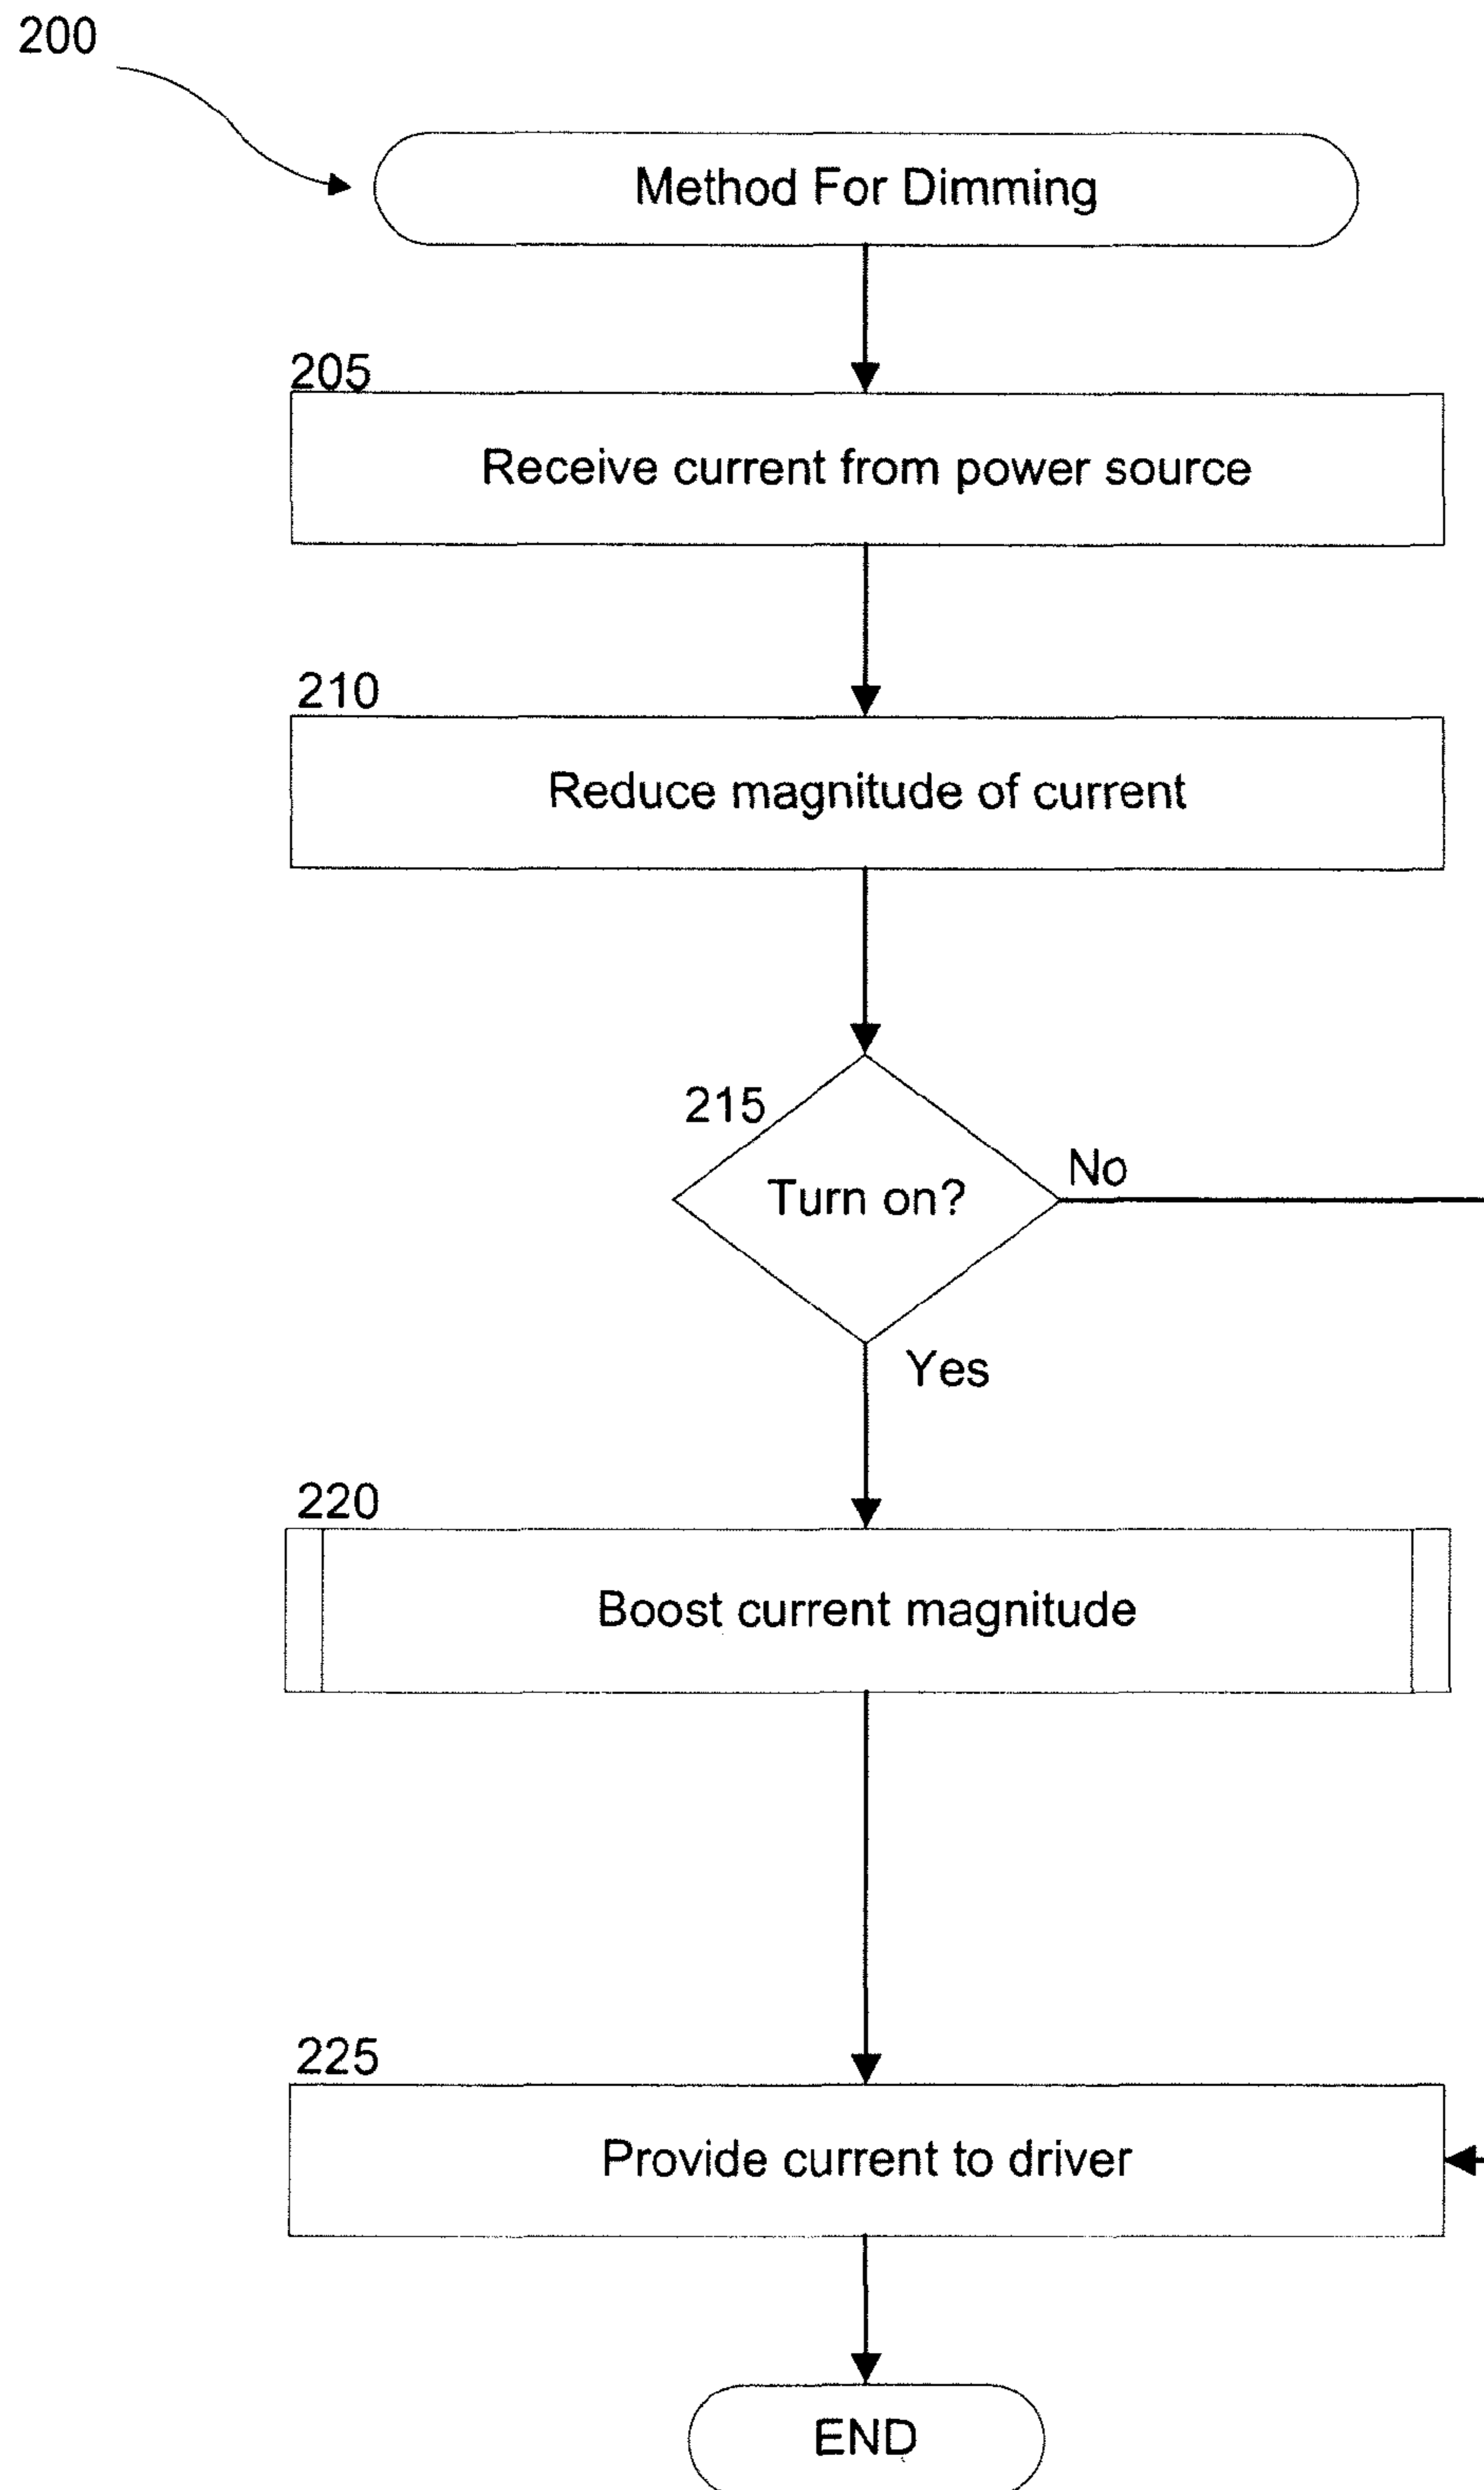 200
Method For Dimming
205
Receive current from power source
210
Reduce magnitude of current
215
Turn on?
No
Yes
220
Boost current magnitude
225
Provide current to driver
END